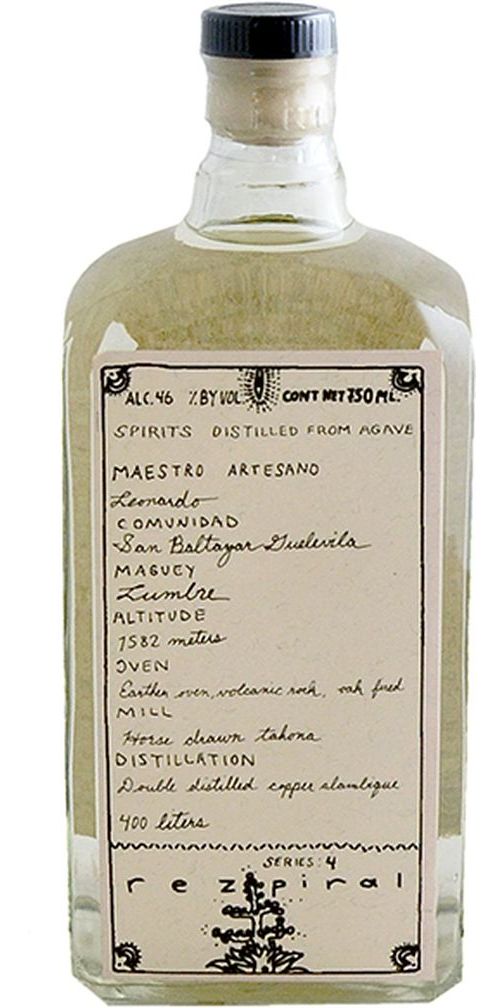 ALC. 46 % BY VOL CONT NET 750 ML.
SPIRITS DISTILLED FROM AGAVE
MAESTRO ARTESANO
Leonardo
COMUNIDAD
San Baltazar Guelevila
MAGUEY
Lumbre
ALTITUDE
1582 meters
OVEN
Earthen oven, volcanic rock, oak fired
MILL
Horse drawn tahona
DISTILLATION
Double distilled copper alambique
400 liters
SERIES: 4
rezpiral